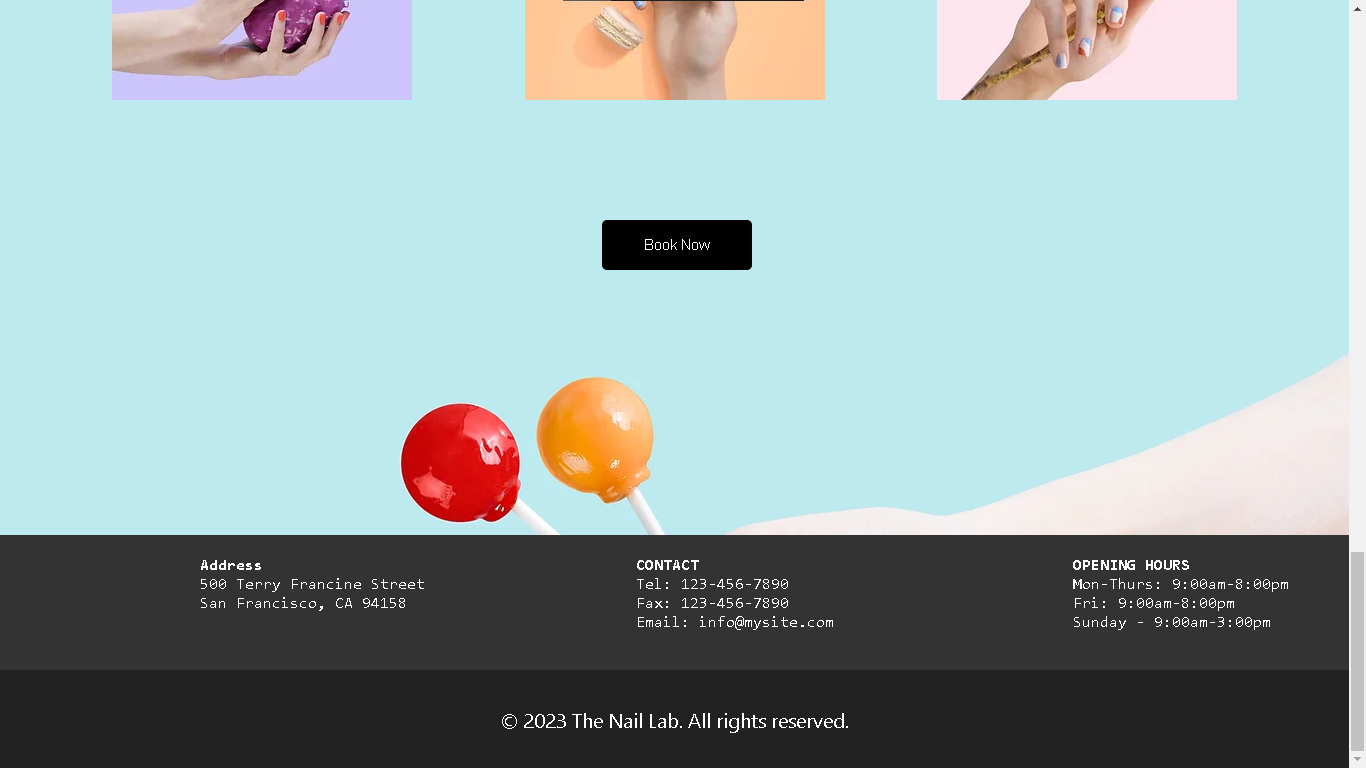 Book Now
Address
500 Terry Francine Street
San Francisco, CA 94158
CONTACT
Tel: 123-456-7890
Fax: 123-456-7890
Email: info@mysite.com
OPENING HOURS
Mon-Thurs: 9:00am-8:00pm
Fri: 9:00am-8:00pm
Sunday - 9:00am-3:00pm
© 2023 The Nail Lab. All rights reserved.